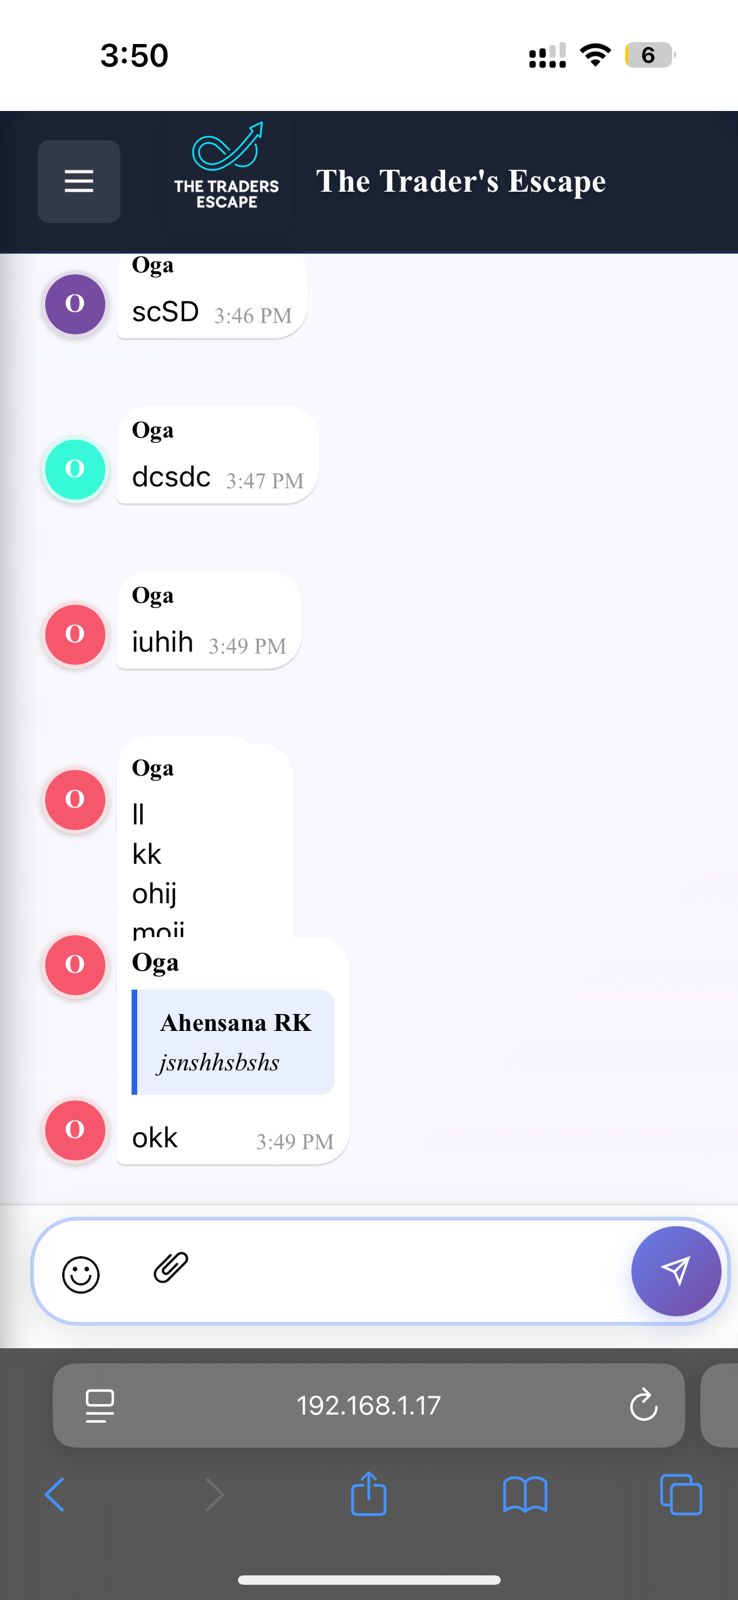 3:50
6
THE TRADERS
ESCAPE
The Trader's Escape
Oga
O
scSD 3:46 PM
Oga
O
dcsdc 3:47 PM
Oga
O
iuhih 3:49 PM
Oga
O
ll
kk
ohij
O
Oga
Ahensana RK
jsnshhsbshs
O
okk 3:49 PM
192.168.1.17